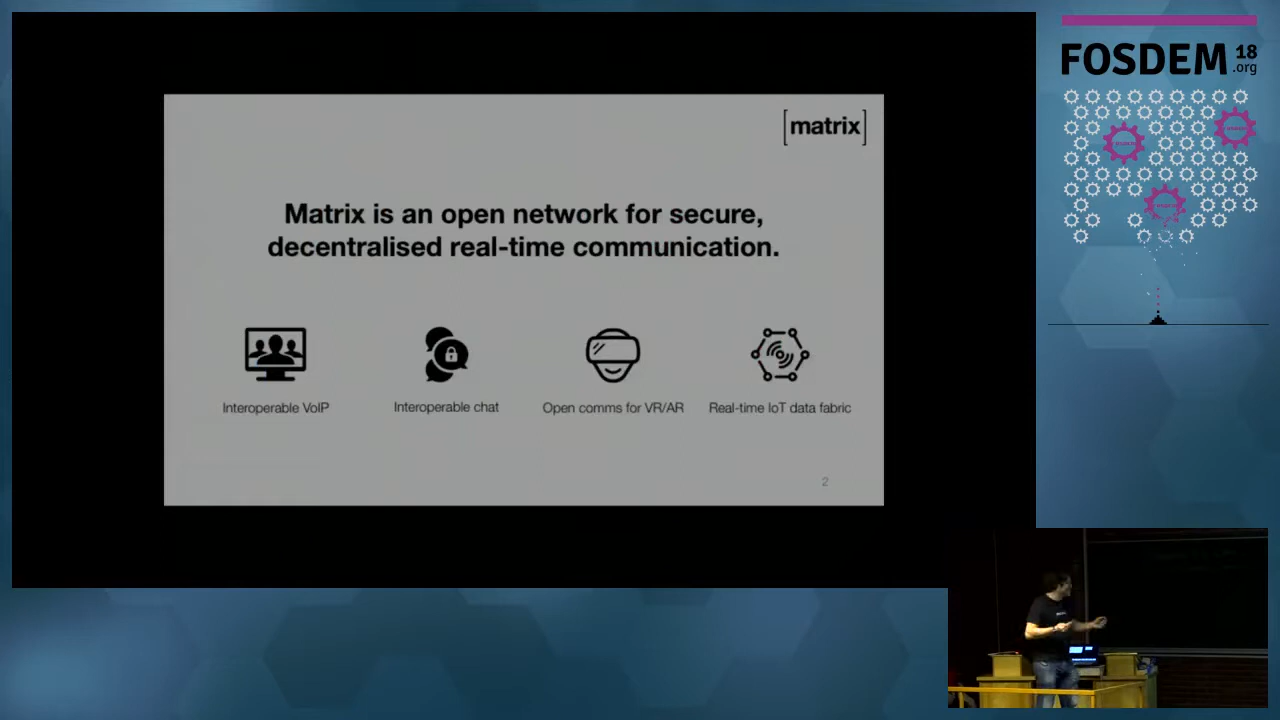 [matrix]
Matrix is an open network for secure,
decentralised real-time communication.
Interoperable VoIP
Interoperable chat
Open comms for VR/AR
Real-time IoT data fabric
2
FOSDEM 18
.org